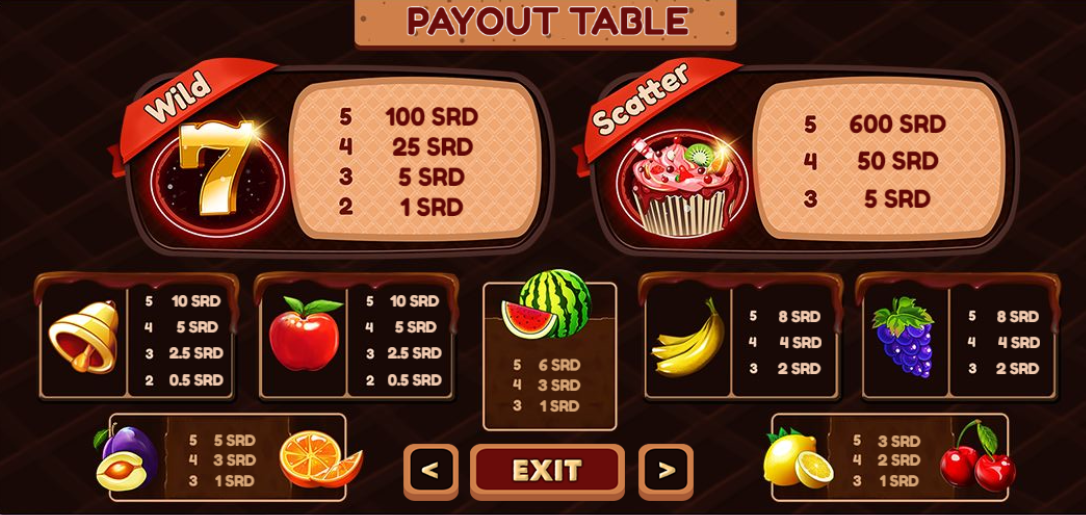 PAYOUT TABLE
Wild
5 100 SRD
4 25 SRD
3 5 SRD
2 1 SRD
Scatter
5 600 SRD
4 50 SRD
3 5 SRD
5 10 SRD
4 5 SRD
3 2.5 SRD
2 0.5 SRD
5 10 SRD
4 5 SRD
3 2.5 SRD
2 0.5 SRD
5 6 SRD
4 3 SRD
3 1 SRD
5 8 SRD
4 4 SRD
3 2 SRD
5 8 SRD
4 4 SRD
3 2 SRD
5 5 SRD
4 3 SRD
3 1 SRD
< EXIT >
5 3 SRD
4 2 SRD
3 1 SRD